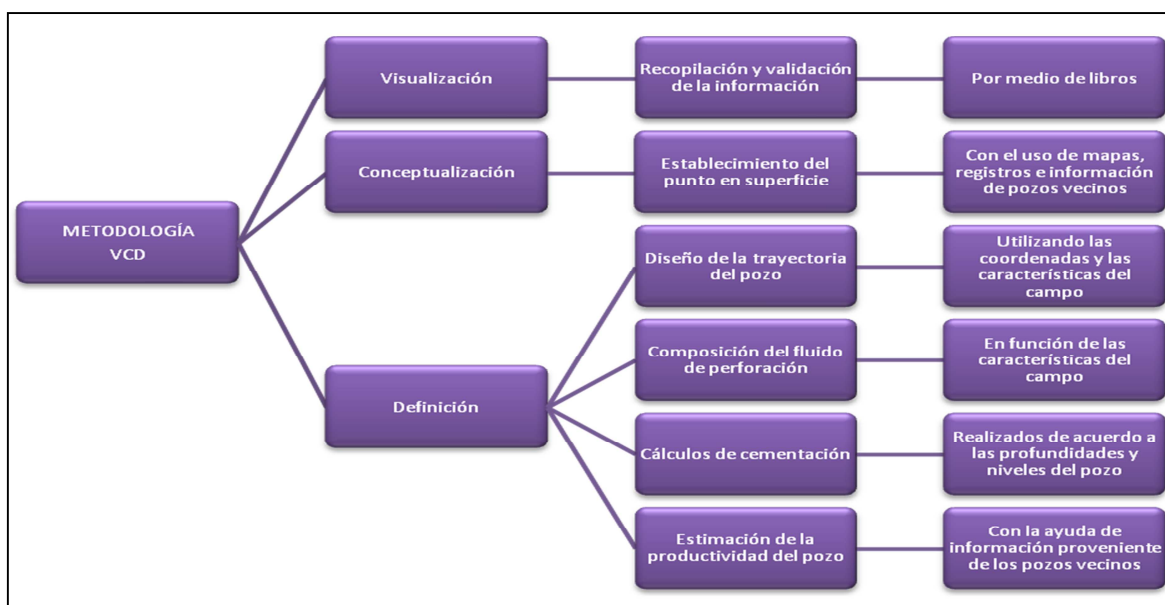 METODOLOGÍA
VCD
Visualización
Recopilación y validación
de la información
Por medio de libros
Conceptualización
Establecimiento del
punto en superficie
Con el uso de mapas,
registros e información
de pozos vecinos
Definición
Diseño de la trayectoria
del pozo
Utilizando las
coordenadas y las
características del
campo
Composición del fluido
de perforación
En función de las
características del
campo
Cálculos de cementación
Realizados de acuerdo a
las profundidades y
niveles del pozo
Estimación de la
productividad del pozo
Con la ayuda de
información proveniente
de los pozos vecinos